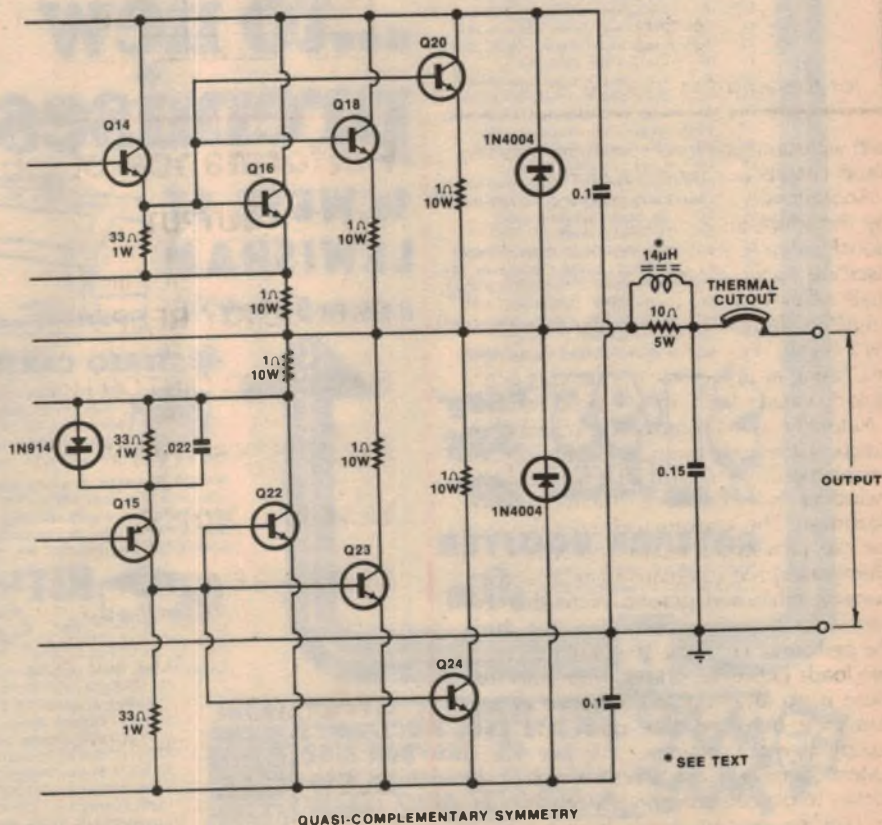 Q20
Q14
Q18
1N4004
Q16
0.1
1Ω
10W
1Ω
10W
33Ω
1W
*
14µH
THERMAL
CUTOUT
1Ω
10W
10Ω
5W
1Ω
10W
1N914
33Ω
1W
.022
1Ω
10W
1Ω
10W
0.15
OUTPUT
Q15
Q22
1N4004
Q23
Q24
33Ω
1W
0.1
* SEE TEXT
QUASI-COMPLEMENTARY SYMMETRY